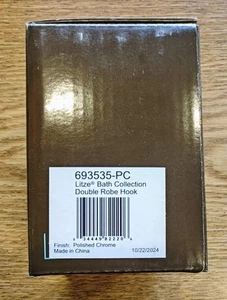 693535-PC
Litze® Bath Collection
Double Robe Hook
Finish: Polished Chrome
Made in China
10/22/2024